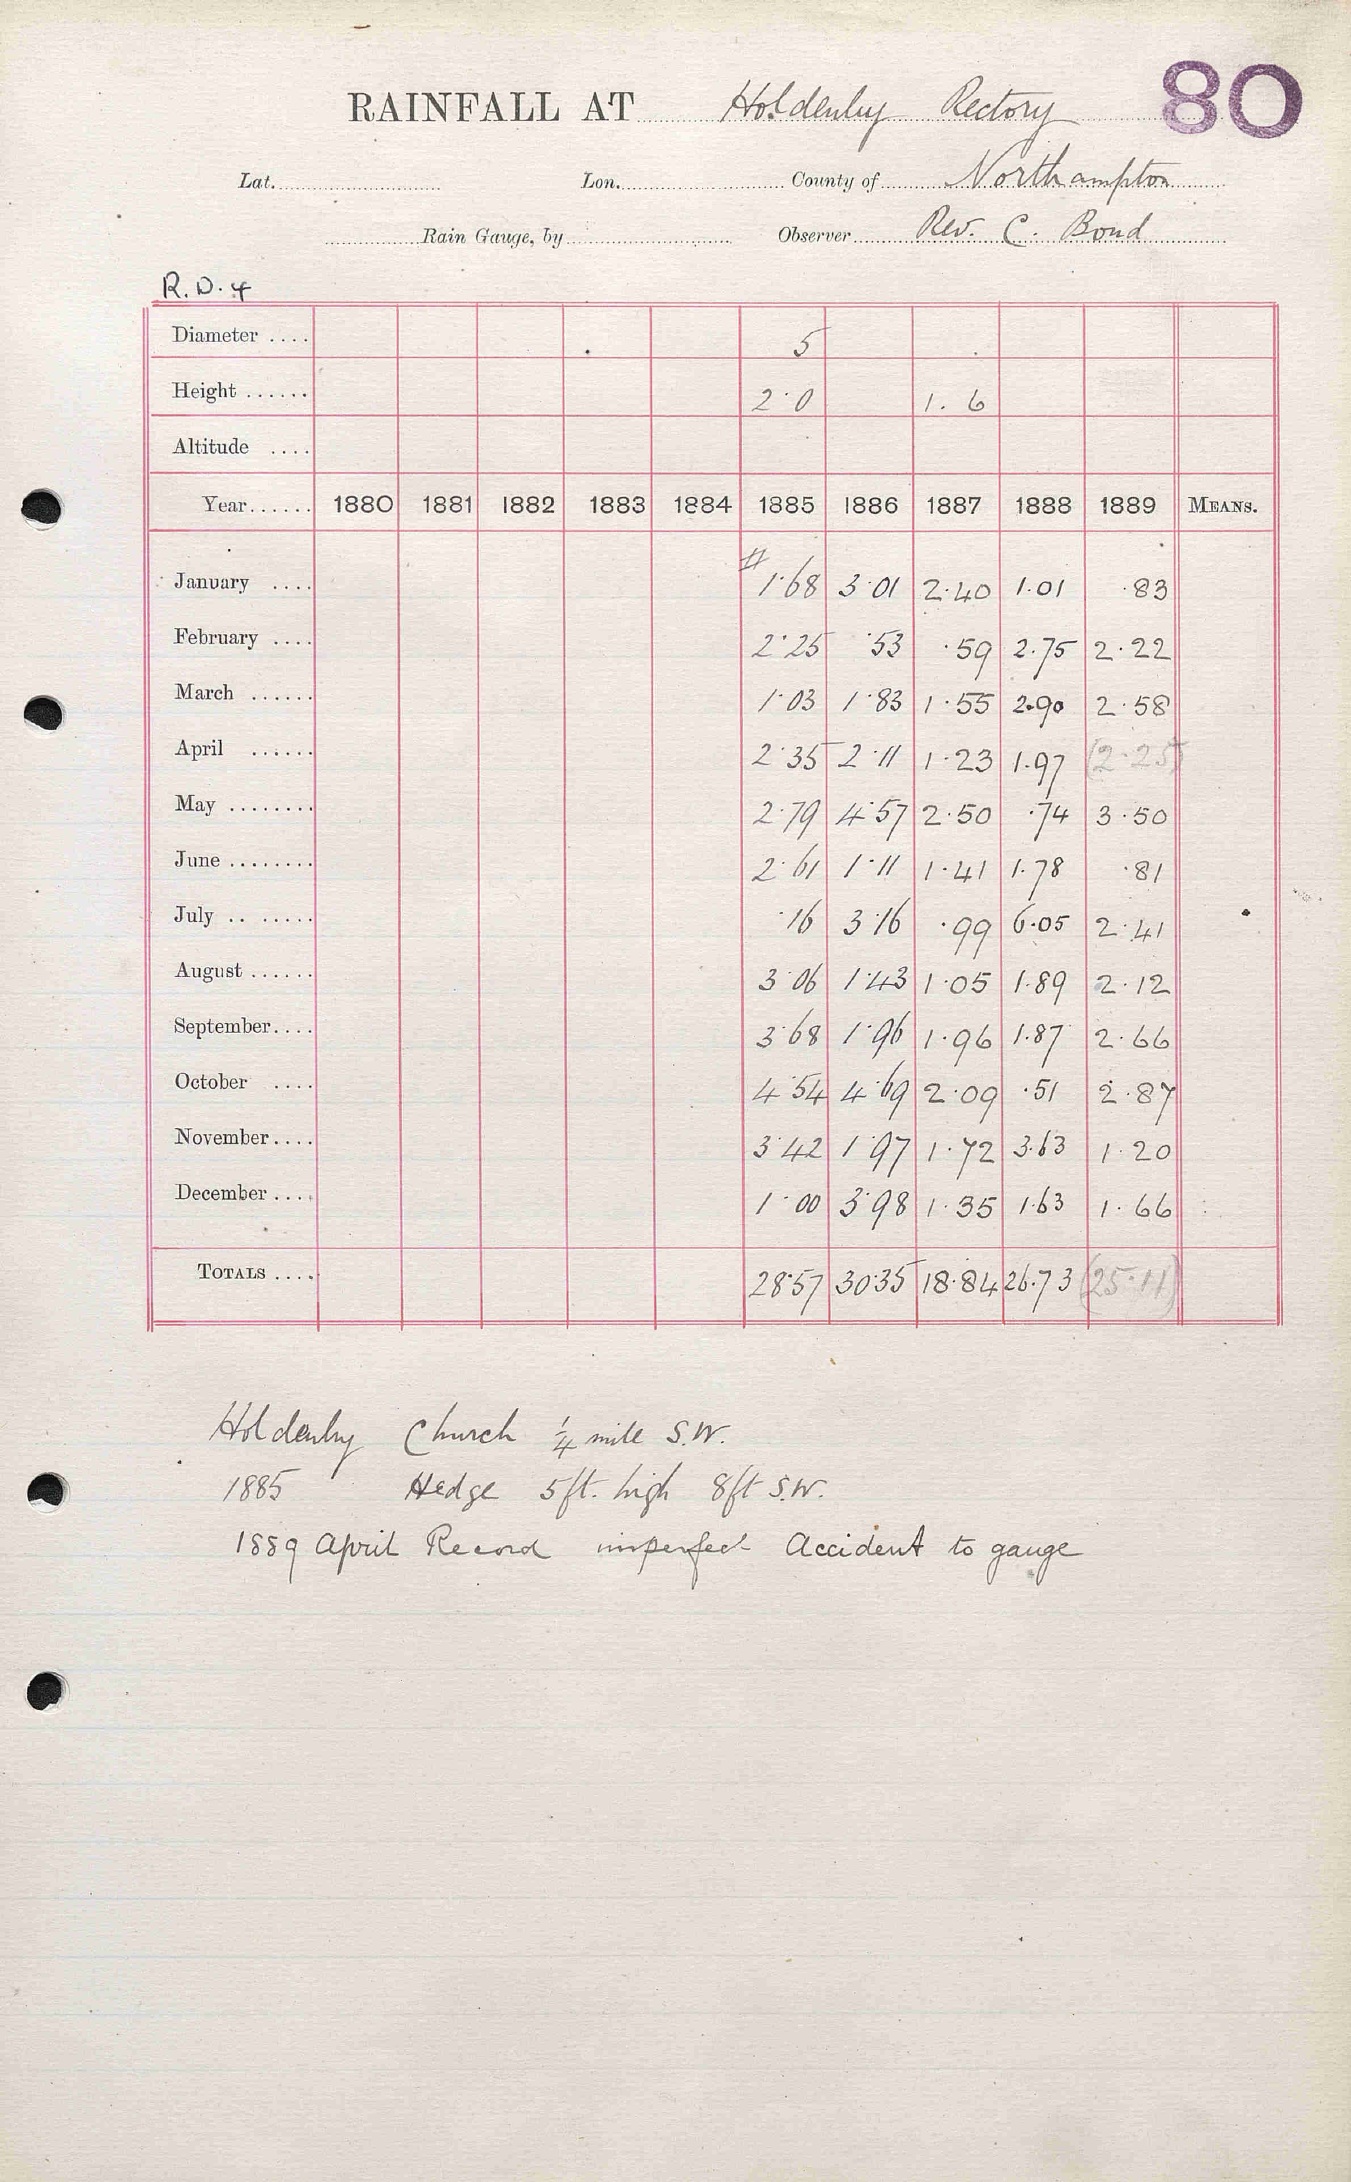 80
RAINFALL AT Holdenby Rectory
Lat. Lon. County of Northampton
Rain Gauge, by Observer Rev. C. Bond
R.D.4
Diameter .... 5
Height ...... 2·0 1.6
Altitude ....
Year...... 1880 1881 1882 1883 1884 1885 1886 1887 1888 1889 MEANS.
January .... # 1·68 3·01 2·40 1·01 ·83
February .... 2·25 ·53 ·59 2·75 2·22
March ...... 1·03 1·83 1·55 2·90 2·58
April ...... 2·35 2·11 1·23 1·97 (2·25)
May ........ 2·79 4·57 2·50 ·74 3·50
June ........ 2·61 1·11 1·41 1·78 ·81
July .. ..... ·16 3·16 ·99 6·05 2·41
August ...... 3·06 1·43 1·05 1·89 2·12
September.... 3·68 1·96 1·96 1·87 2·66
October .... 4·54 4·69 2·09 ·51 2·87
November.... 3·42 1·97 1·72 3·63 1·20
December .... 1·00 3·98 1·35 1·63 1·66
TOTALS .... 28·57 30·35 18·84 26·73 (25·11)
Holdenby Church 1/4 mile S.W.
1885 Hedge 5ft. high 8ft S.W.
1889 April Record imperfect Accident to gauge